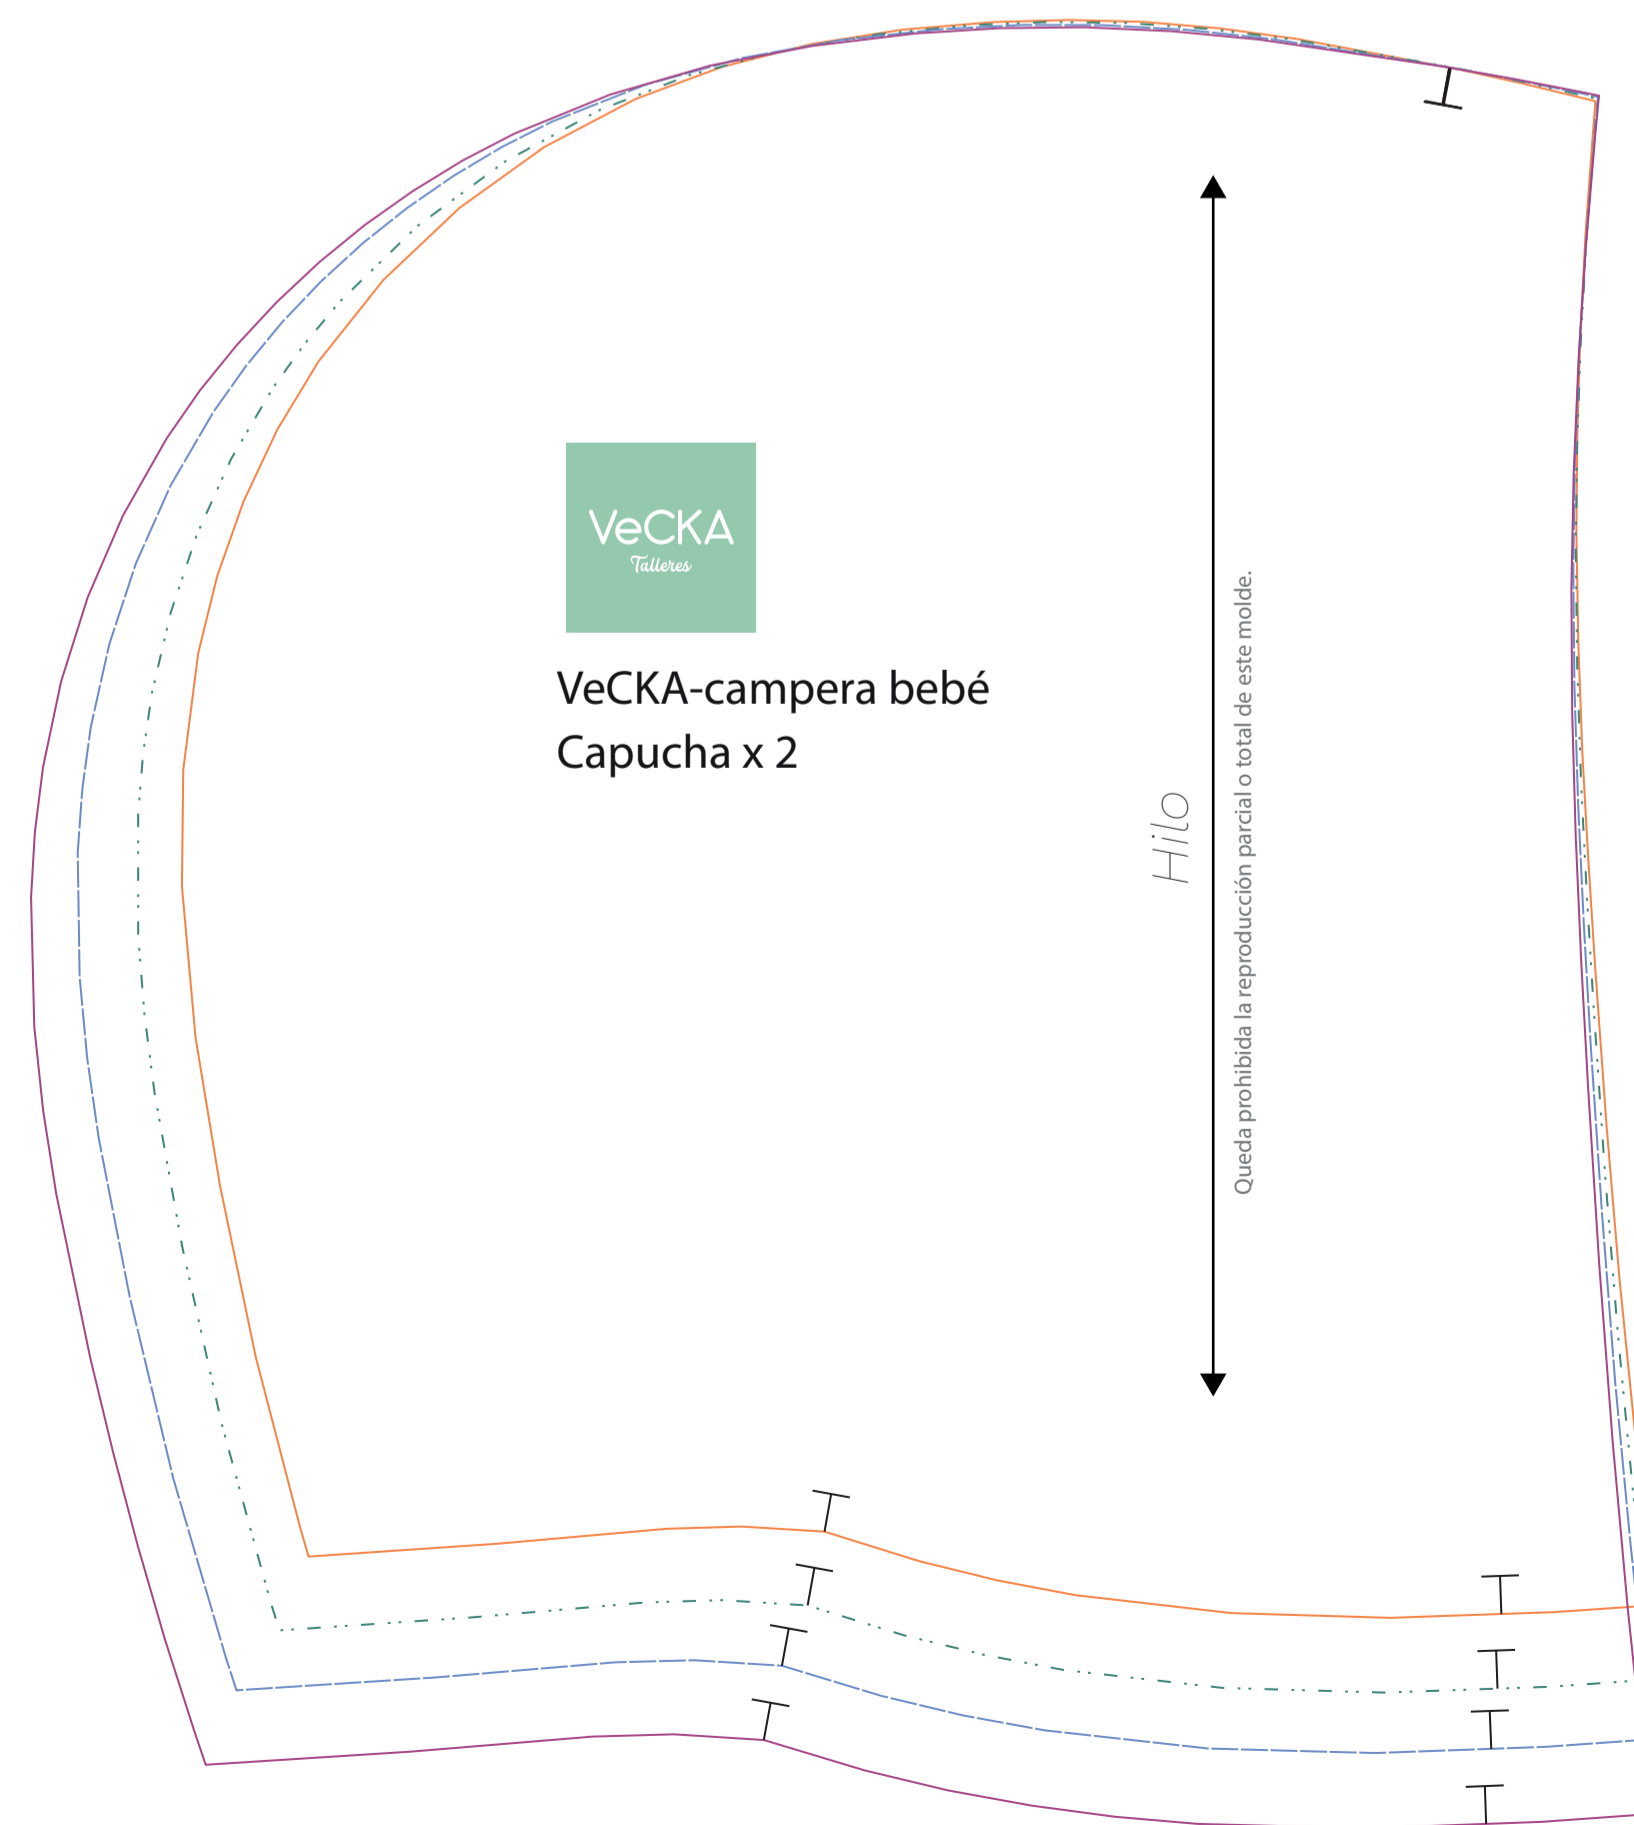 VeCKA
Talleres
VeCKA-campera bebé
Capucha x 2
Hilo
Queda prohibida la reproducción parcial o total de este molde.